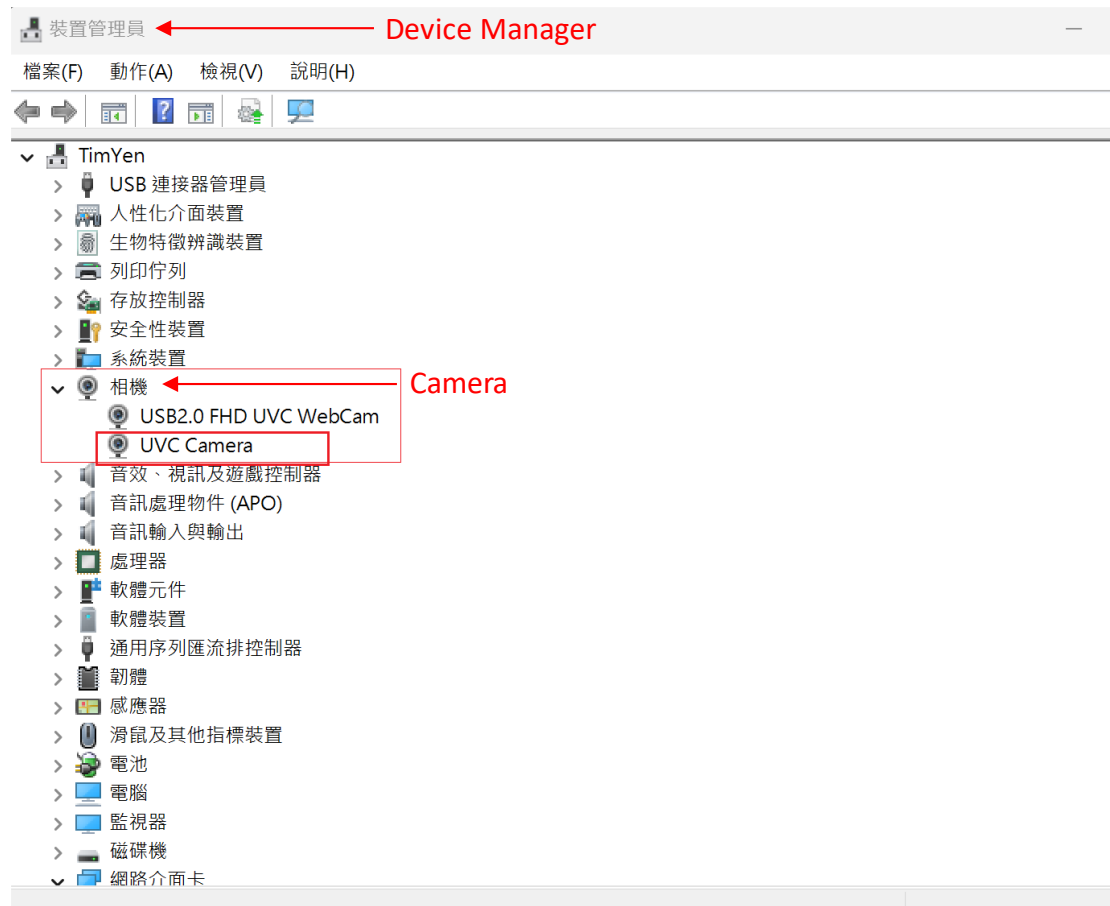 裝置管理員 Device Manager
檔案(F) 動作(A) 檢視(V) 說明(H)
TimYen
USB 連接器管理員
人性化介面裝置
生物特徵辨識裝置
列印佇列
存放控制器
安全性裝置
系統裝置
相機 Camera
USB2.0 FHD UVC WebCam
UVC Camera
音效、視訊及遊戲控制器
音訊處理物件 (APO)
音訊輸入與輸出
處理器
軟體元件
軟體裝置
通用序列匯流排控制器
韌體
感應器
滑鼠及其他指標裝置
電池
電腦
監視器
磁碟機
網路介面卡